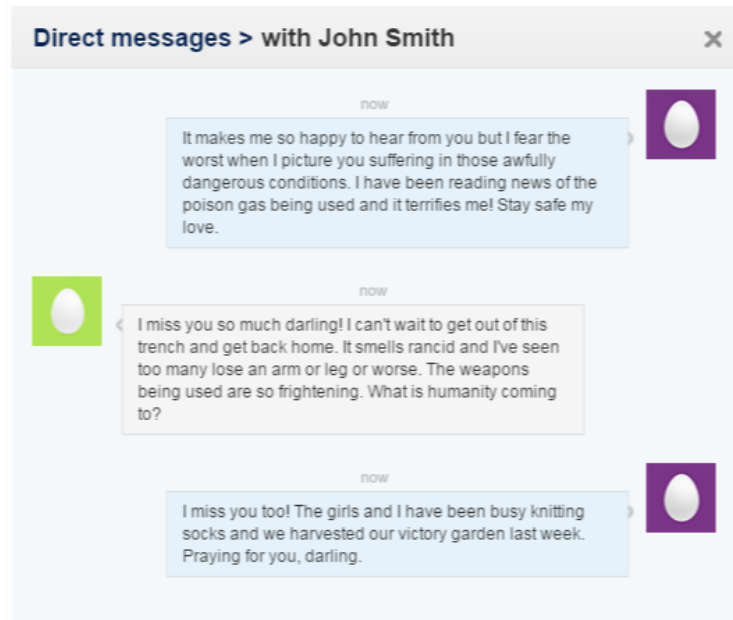 Direct messages > with John Smith
now
It makes me so happy to hear from you but I fear the
worst when I picture you suffering in those awfully
dangerous conditions. I have been reading news of the
poison gas being used and it terrifies me! Stay safe my
love.
now
I miss you so much darling! I can't wait to get out of this
trench and get back home. It smells rancid and I've seen
too many lose an arm or leg or worse. The weapons
being used are so frightening. What is humanity coming
to?
now
I miss you too! The girls and I have been busy knitting
socks and we harvested our victory garden last week.
Praying for you, darling.